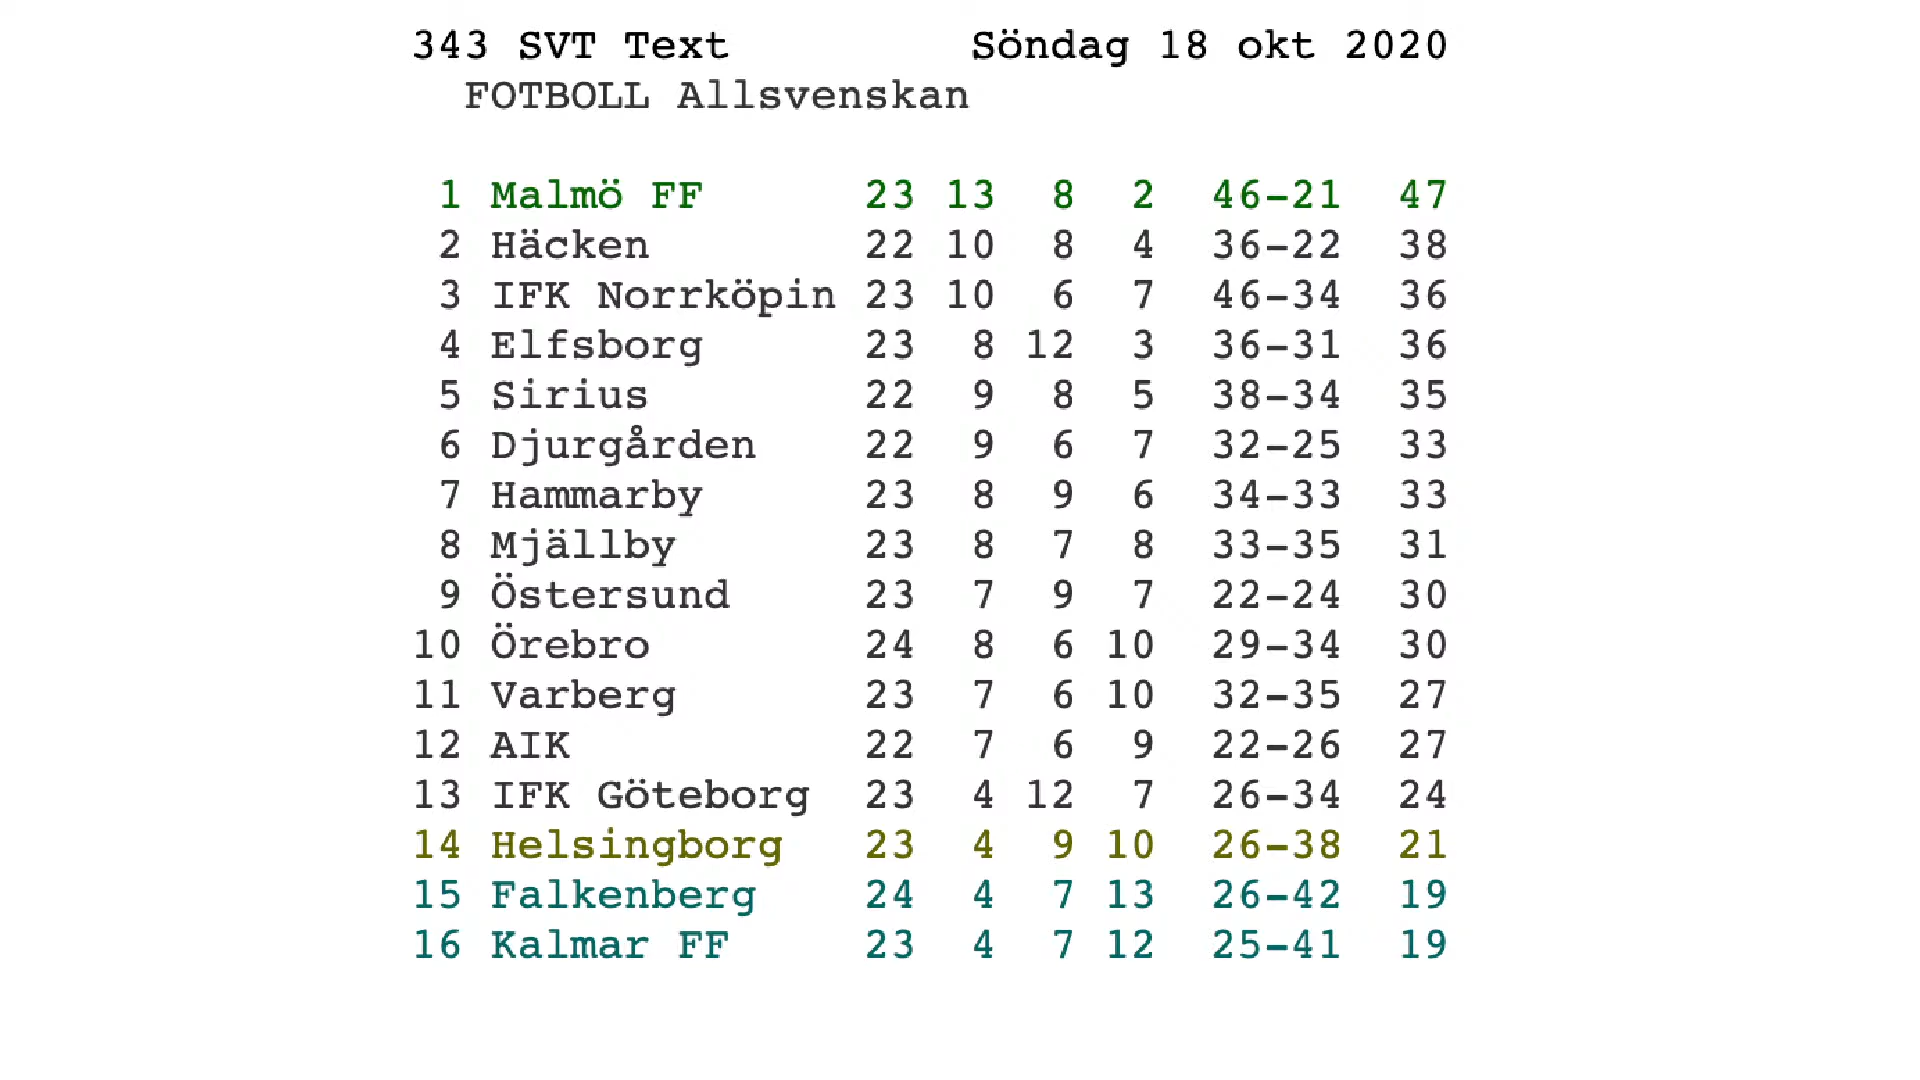 343 SVT Text Söndag 18 okt 2020
FOTBOLL Allsvenskan
1 Malmö FF 23 13 8 2 46-21 47
2 Häcken 22 10 8 4 36-22 38
3 IFK Norrköpin 23 10 6 7 46-34 36
4 Elfsborg 23 8 12 3 36-31 36
5 Sirius 22 9 8 5 38-34 35
6 Djurgården 22 9 6 7 32-25 33
7 Hammarby 23 8 9 6 34-33 33
8 Mjällby 23 8 7 8 33-35 31
9 Östersund 23 7 9 7 22-24 30
10 Örebro 24 8 6 10 29-34 30
11 Varberg 23 7 6 10 32-35 27
12 AIK 22 7 6 9 22-26 27
13 IFK Göteborg 23 4 12 7 26-34 24
14 Helsingborg 23 4 9 10 26-38 21
15 Falkenberg 24 4 7 13 26-42 19
16 Kalmar FF 23 4 7 12 25-41 19